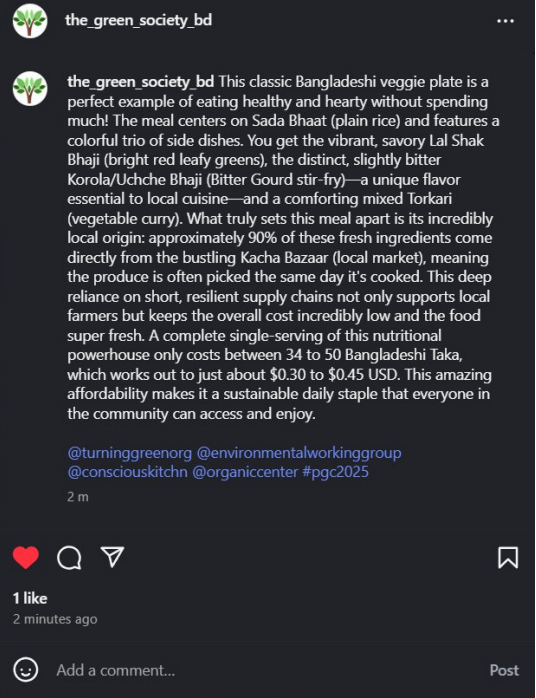 the_green_society_bd
the_green_society_bd This classic Bangladeshi veggie plate is a
perfect example of eating healthy and hearty without spending
much! The meal centers on Sada Bhaat (plain rice) and features a
colorful trio of side dishes. You get the vibrant, savory Lal Shak
Bhaji (bright red leafy greens), the distinct, slightly bitter
Korola/Uchche Bhaji (Bitter Gourd stir-fry)—a unique flavor
essential to local cuisine—and a comforting mixed Torkari
(vegetable curry). What truly sets this meal apart is its incredibly
local origin: approximately 90% of these fresh ingredients come
directly from the bustling Kacha Bazaar (local market), meaning
the produce is often picked the same day it's cooked. This deep
reliance on short, resilient supply chains not only supports local
farmers but keeps the overall cost incredibly low and the food
super fresh. A complete single-serving of this nutritional
powerhouse only costs between 34 to 50 Bangladeshi Taka,
which works out to just about $0.30 to $0.45 USD. This amazing
affordability makes it a sustainable daily staple that everyone in
the community can access and enjoy.
@turninggreenorg @environmentalworkinggroup
@consciouskitchn @organiccenter #pgc2025
2 m
1 like
2 minutes ago
Add a comment...
Post